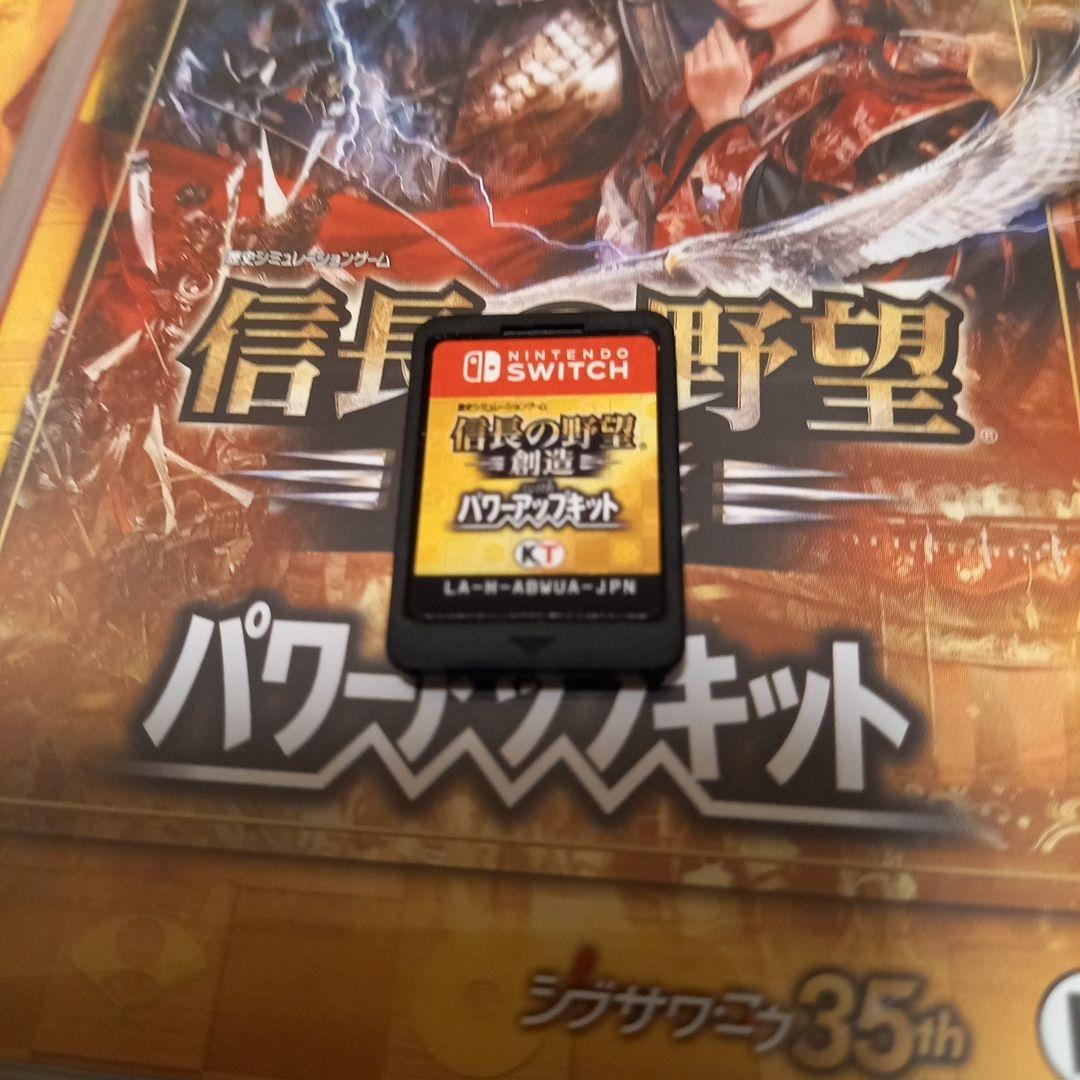 歴史シミュレーションゲーム
信長の野望®
パワーアップキット
NINTENDO
SWITCH
歴史シミュレーションゲーム
信長の野望®
創造
with
パワーアップキット
KT
LA-H-ABWUA-JPN
シブサワ・コウ35th